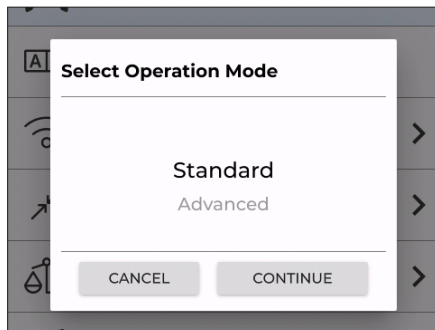 A
Select Operation Mode
Standard
Advanced
CANCEL
CONTINUE